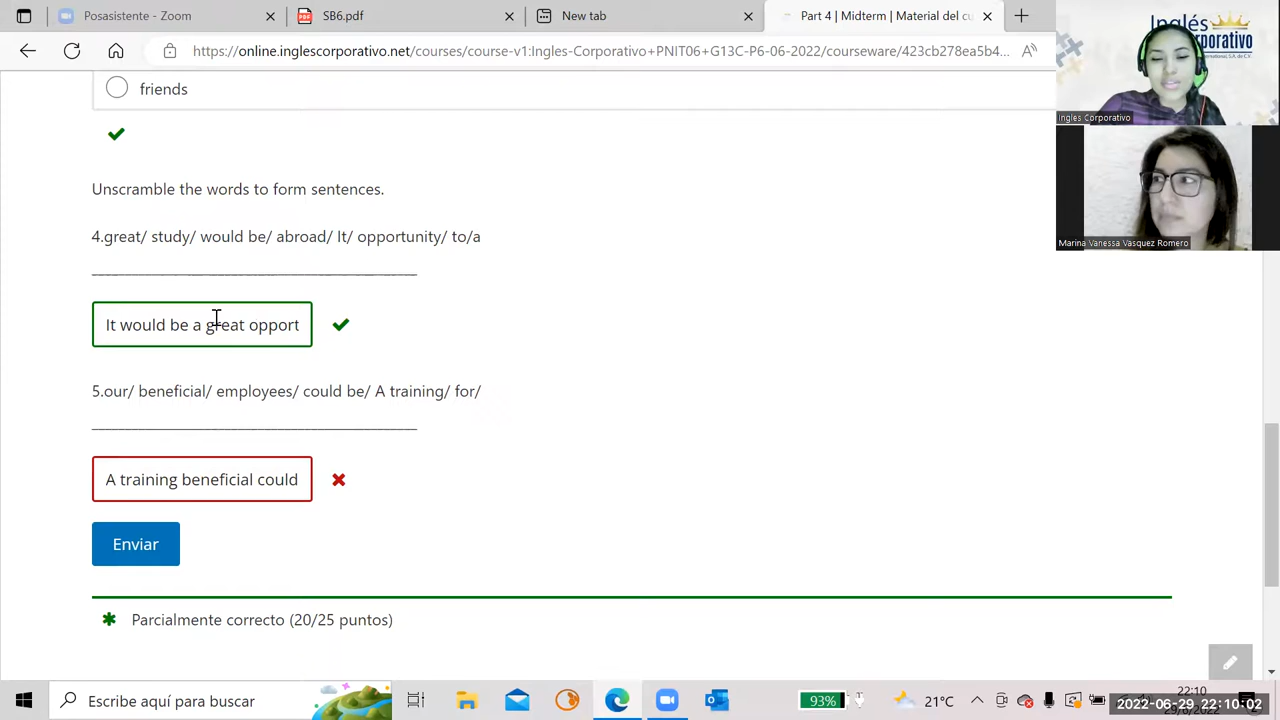 Posasistente - Zoom
SB6.pdf
New tab
Part 4 | Midterm | Material del cu
https://online.inglescorporativo.net/courses/course-v1:Ingles-Corporativo+PNIT06+G13C-P6-06-2022/courseware/423cb278ea5b4...
friends
Unscramble the words to form sentences.
4.great/ study/ would be/ abroad/ It/ opportunity/ to/a
It would be a great opport
5.our/ beneficial/ employees/ could be/ A training/ for/
A training beneficial could
Enviar
Parcialmente correcto (20/25 puntos)
Inglés
Ingles Corporativo
Marina Vanessa Vasquez Romero
Escribe aquí para buscar
93%
21°C
22:10
2022-06-29 22:10:02